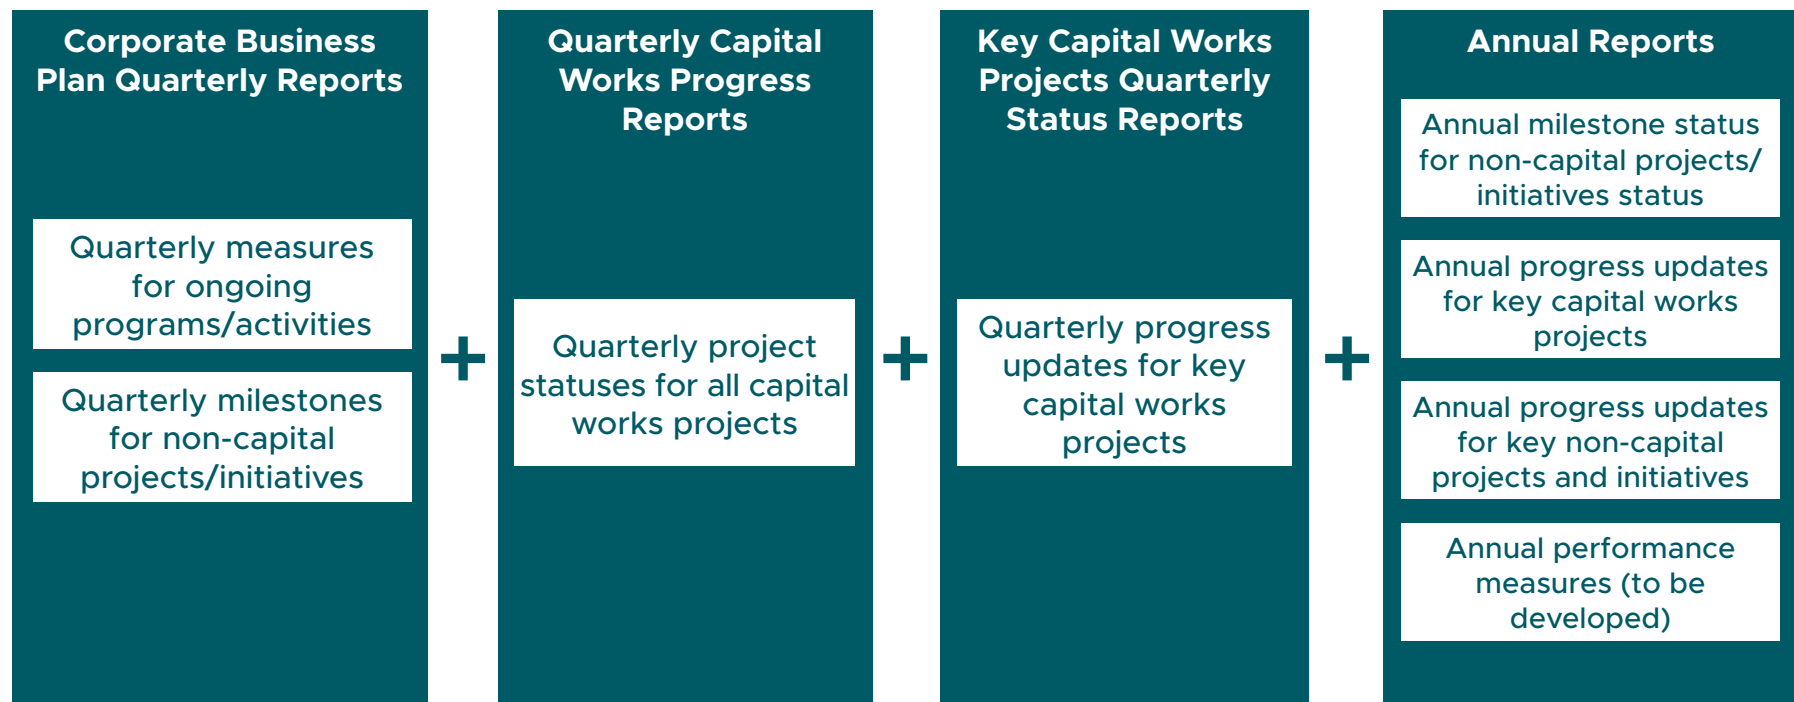 Corporate Business
Plan Quarterly Reports
Quarterly measures
for ongoing
programs/activities
Quarterly milestones
for non-capital
projects/initiatives
+
Quarterly Capital
Works Progress
Reports
Quarterly project
statuses for all capital
works projects
+
Key Capital Works
Projects Quarterly
Status Reports
Quarterly progress
updates for key
capital works
projects
+
Annual Reports
Annual milestone status
for non-capital projects/
initiatives status
Annual progress updates
for key capital works
projects
Annual progress updates
for key non-capital
projects and initiatives
Annual performance
measures (to be
developed)